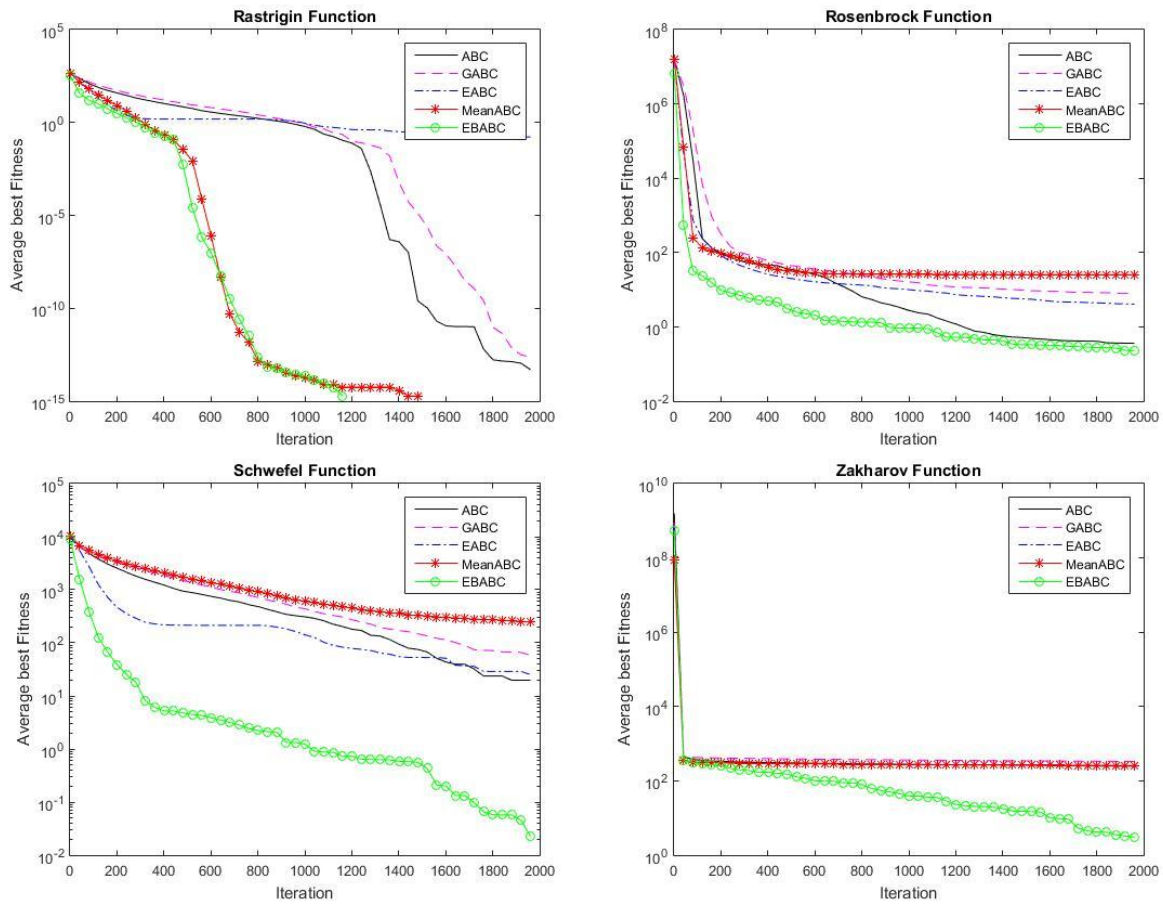 Rastrigin Function
Average best Fitness
10^5
10^0
10^-5
10^-10
10^-15
0 200 400 600 800 1000 1200 1400 1600 1800 2000
Iteration
ABC
GABC
EABC
MeanABC
EBABC
Rosenbrock Function
Average best Fitness
10^8
10^6
10^4
10^2
10^0
10^-2
0 200 400 600 800 1000 1200 1400 1600 1800 2000
Iteration
ABC
GABC
EABC
MeanABC
EBABC
Schwefel Function
Average best Fitness
10^5
10^4
10^3
10^2
10^1
10^0
10^-1
10^-2
0 200 400 600 800 1000 1200 1400 1600 1800 2000
Iteration
ABC
GABC
EABC
MeanABC
EBABC
Zakharov Function
Average best Fitness
10^10
10^8
10^6
10^4
10^2
10^0
0 200 400 600 800 1000 1200 1400 1600 1800 2000
Iteration
ABC
GABC
EABC
MeanABC
EBABC